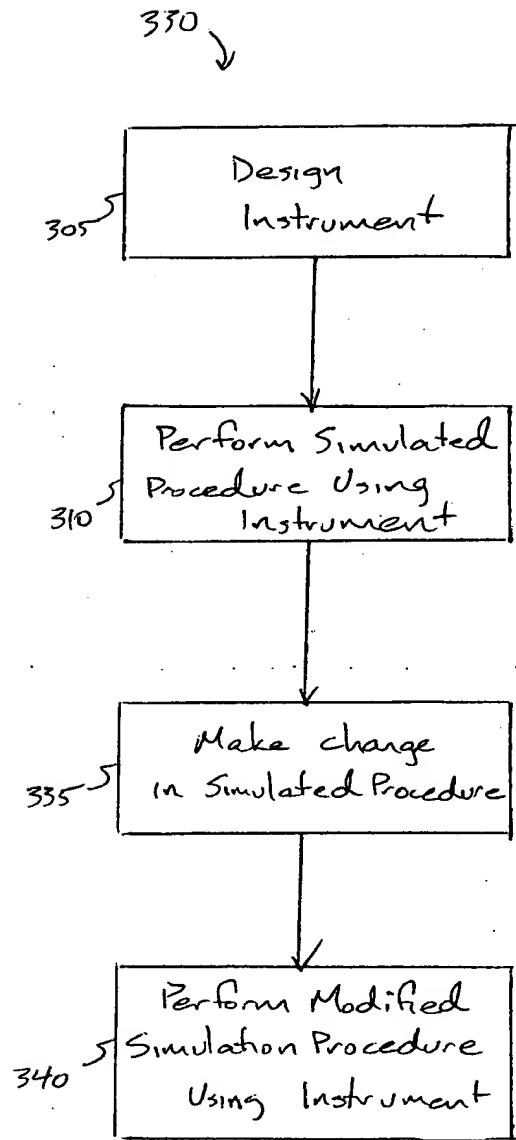 330
Design
Instrument
305
Perform Simulated
Procedure Using
Instrument
310
Make change
in Simulated Procedure
335
Perform Modified
Simulation Procedure
Using Instrument
340